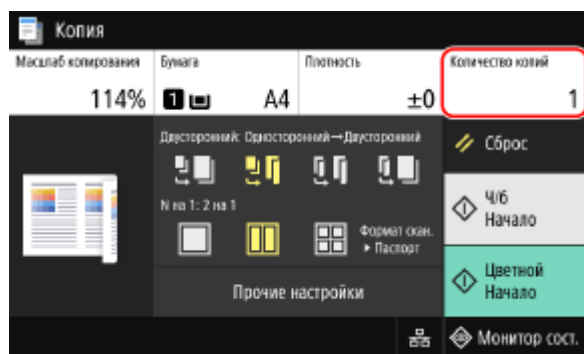 Копия
Масштаб копирования Бумага Плотность Количество копий
114% 1 A4 ±0 1
Двусторонний: Односторонний→Двусторонний
Сброс
N на 1: 2 на 1
Ч/б
Начало
Формат скан.
▸ Паспорт
Цветной
Начало
Прочие настройки
Монитор сост.